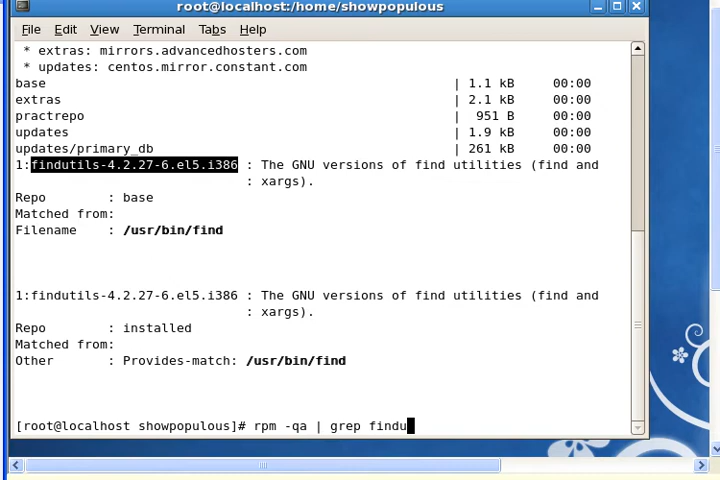 root@localhost:/home/showpopulous
File Edit View Terminal Tabs Help
* extras: mirrors.advancedhosters.com
* updates: centos.mirror.constant.com
base | 1.1 kB 00:00
extras | 2.1 kB 00:00
practrepo | 951 B 00:00
updates | 1.9 kB 00:00
updates/primary_db | 261 kB 00:00
1:findutils-4.2.27-6.el5.i386 : The GNU versions of find utilities (find and
: xargs).
Repo : base
Matched from:
Filename : /usr/bin/find
1:findutils-4.2.27-6.el5.i386 : The GNU versions of find utilities (find and
: xargs).
Repo : installed
Matched from:
Other : Provides-match: /usr/bin/find
[root@localhost showpopulous]# rpm -qa | grep findu